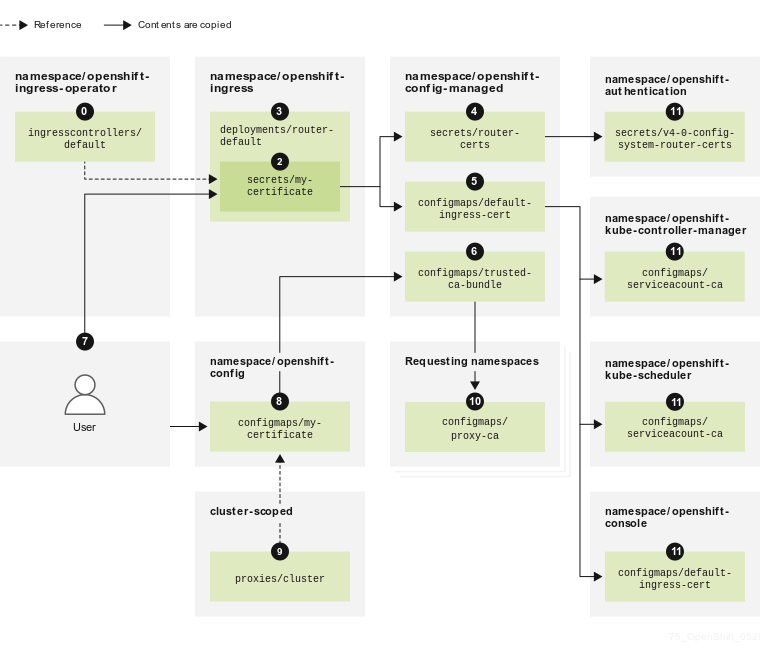 Reference
Contents are copied
namespace/openshift-
ingress-operator
0
ingresscontrollers/
default
namespace/openshift-
ingress
3
deployments/router-
default
2
secrets/my-
certificate
namespace/openshift-
config-managed
4
secrets/router-
certs
5
configmaps/default-
ingress-cert
6
configmaps/trusted-
ca-bundle
namespace/openshift-
authentication
11
secrets/v4-0-config-
system-router-certs
namespace/openshift-
kube-controller-manager
11
configmaps/
serviceacount-ca
7
User
namespace/openshift-
config
8
configmaps/my-
certificate
Requesting namespaces
10
configmaps/
proxy-ca
namespace/openshift-
kube-scheduler
11
configmaps/
serviceacount-ca
cluster-scoped
9
proxies/cluster
namespace/openshift-
console
11
configmaps/default-
ingress-cert